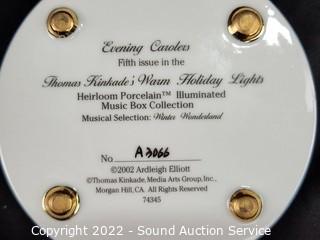 Evening Carolers
Fifth issue in the
Thomas Kinkade's Warm Holiday Lights
Heirloom Porcelain™ Illuminated
Music Box Collection
Musical Selection: Winter Wonderland
No. A3066
©2002 Ardleigh Elliott
©Thomas Kinkade, Media Arts Group, Inc.,
Morgan Hill, CA All Rights Reserved
74345
Copyright 2022 - Sound Auction Service